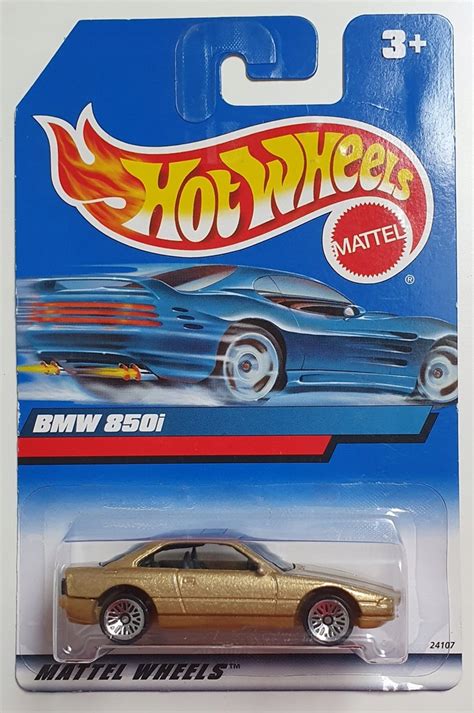 3+
HOT WHEELS
MATTEL
®
BMW 850i
24107
MATTEL WHEELS™